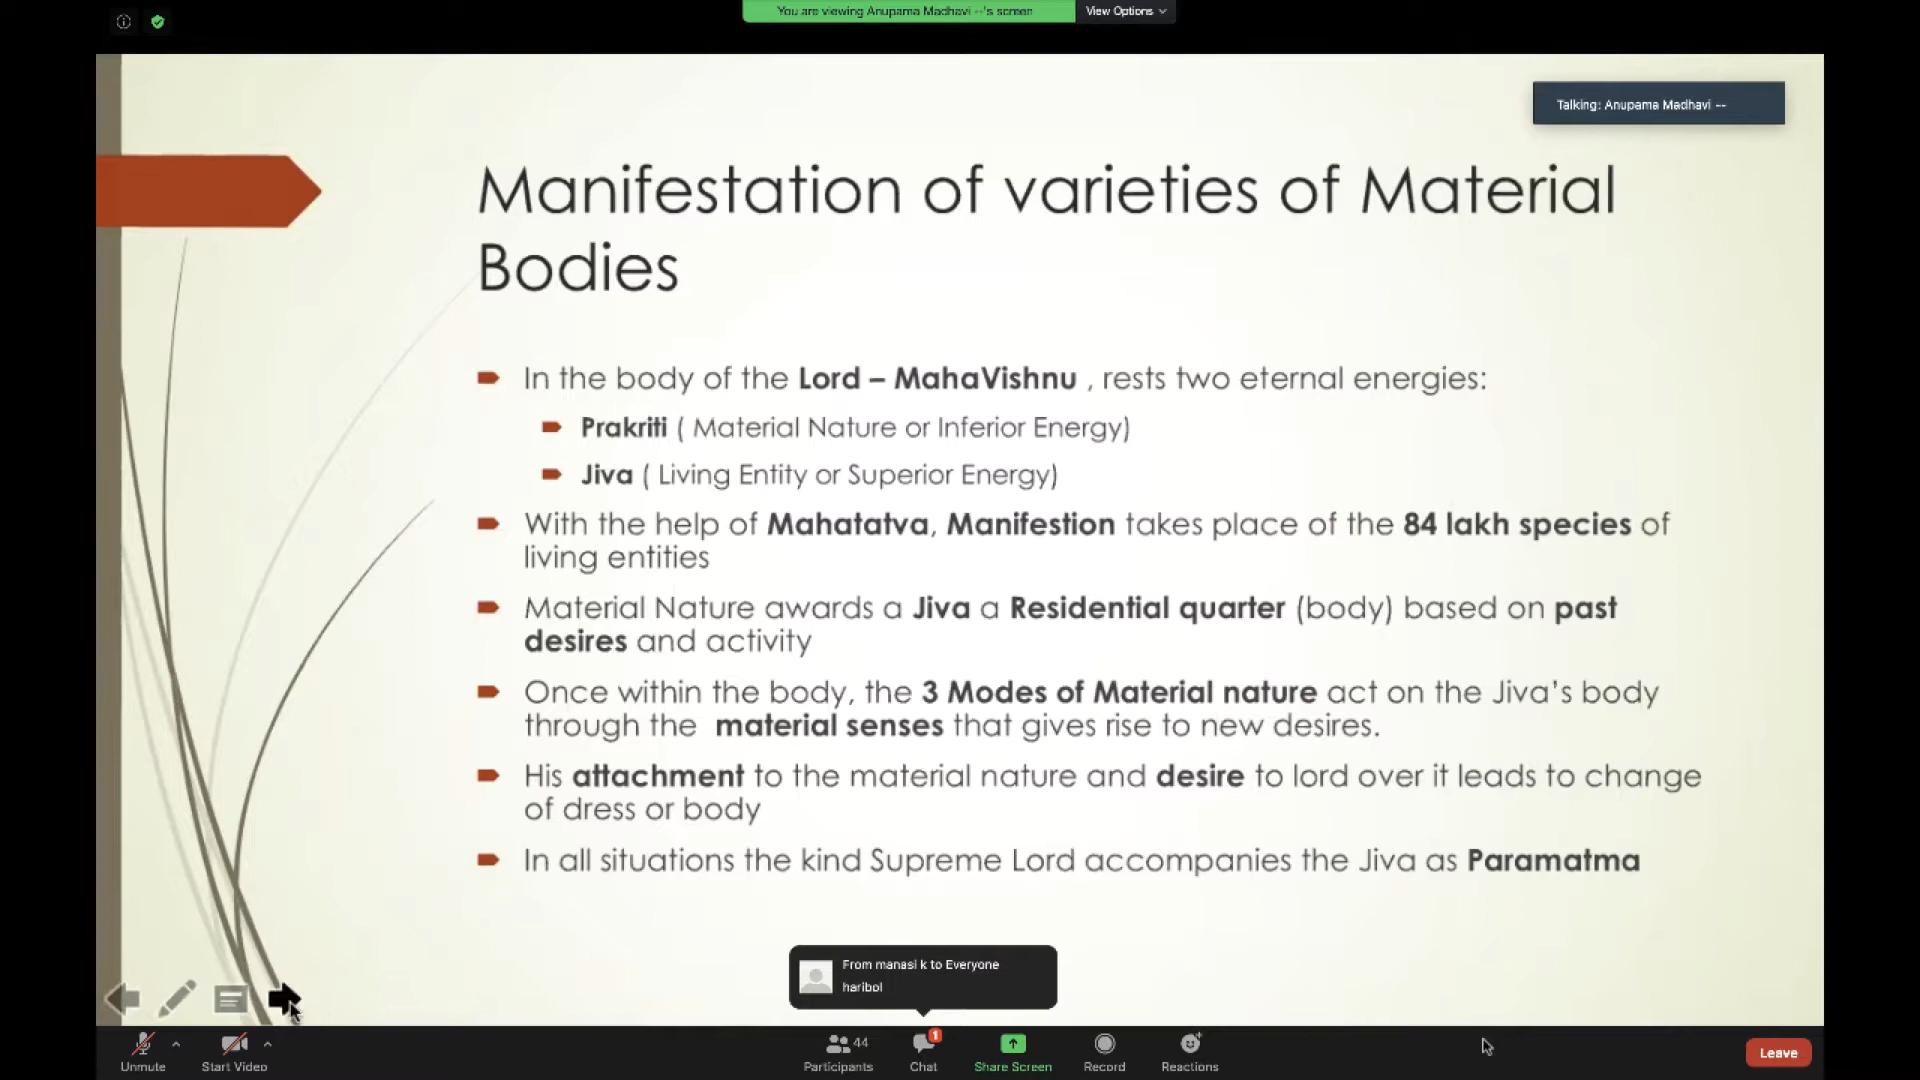 You are viewing Anupama Madhavi --'s screen
View Options
Talking: Anupama Madhavi --
Manifestation of varieties of Material
Bodies
In the body of the Lord – MahaVishnu , rests two eternal energies:
Prakriti ( Material Nature or Inferior Energy)
Jiva ( Living Entity or Superior Energy)
With the help of Mahatatva, Manifestion takes place of the 84 lakh species of
living entities
Material Nature awards a Jiva a Residential quarter (body) based on past
desires and activity
Once within the body, the 3 Modes of Material nature act on the Jiva's body
through the material senses that gives rise to new desires.
His attachment to the material nature and desire to lord over it leads to change
of dress or body
In all situations the kind Supreme Lord accompanies the Jiva as Paramatma
From manasi k to Everyone
haribol
44
1
Unmute
Start Video
Participants
Chat
Share Screen
Record
Reactions
Leave